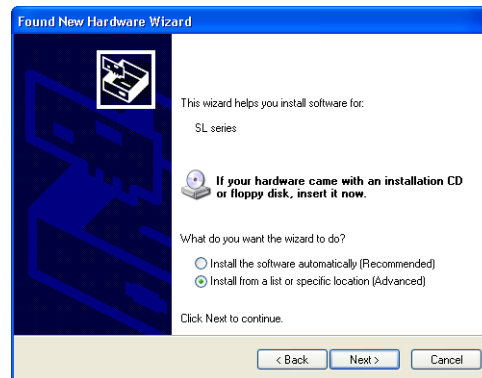 Found New Hardware Wizard
This wizard helps you install software for:
SL series
If your hardware came with an installation CD
or floppy disk, insert it now.
What do you want the wizard to do?
Install the software automatically (Recommended)
Install from a list or specific location (Advanced)
Click Next to continue.
< Back
Next >
Cancel